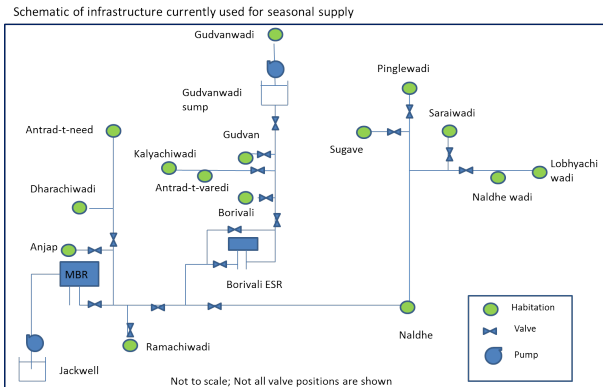 Schematic of infrastructure currently used for seasonal supply
Gudvanwadi
Pinglewadi
Gudvanwadi
sump
Saraiwadi
Antrad-t-need
Gudvan
Sugave
Kalyachiwadi
Lobhyachi
wadi
Antrad-t-varedi
Dharachiwadi
Naldhe wadi
Borivali
Anjap
MBR
Borivali ESR
Habitation
Valve
Naldhe
Ramachiwadi
Pump
Jackwell
Not to scale; Not all valve positions are shown